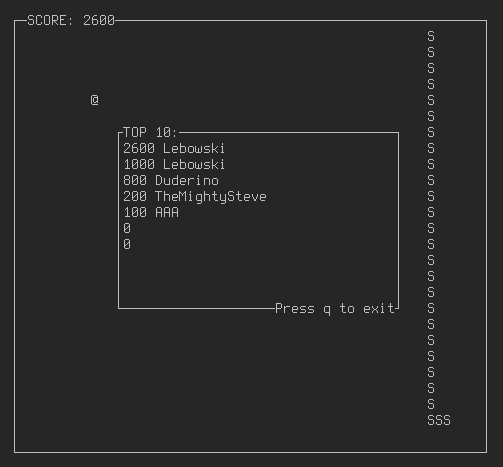 SCORE: 2600
S
S
S
S
@ S
S
TOP 10: S
2600 Lebowski S
1000 Lebowski S
800 Duderino S
200 TheMightySteve S
100 AAA S
0 S
0 S
S
S
S
Press q to exit S
S
S
S
S
S
S
SSS